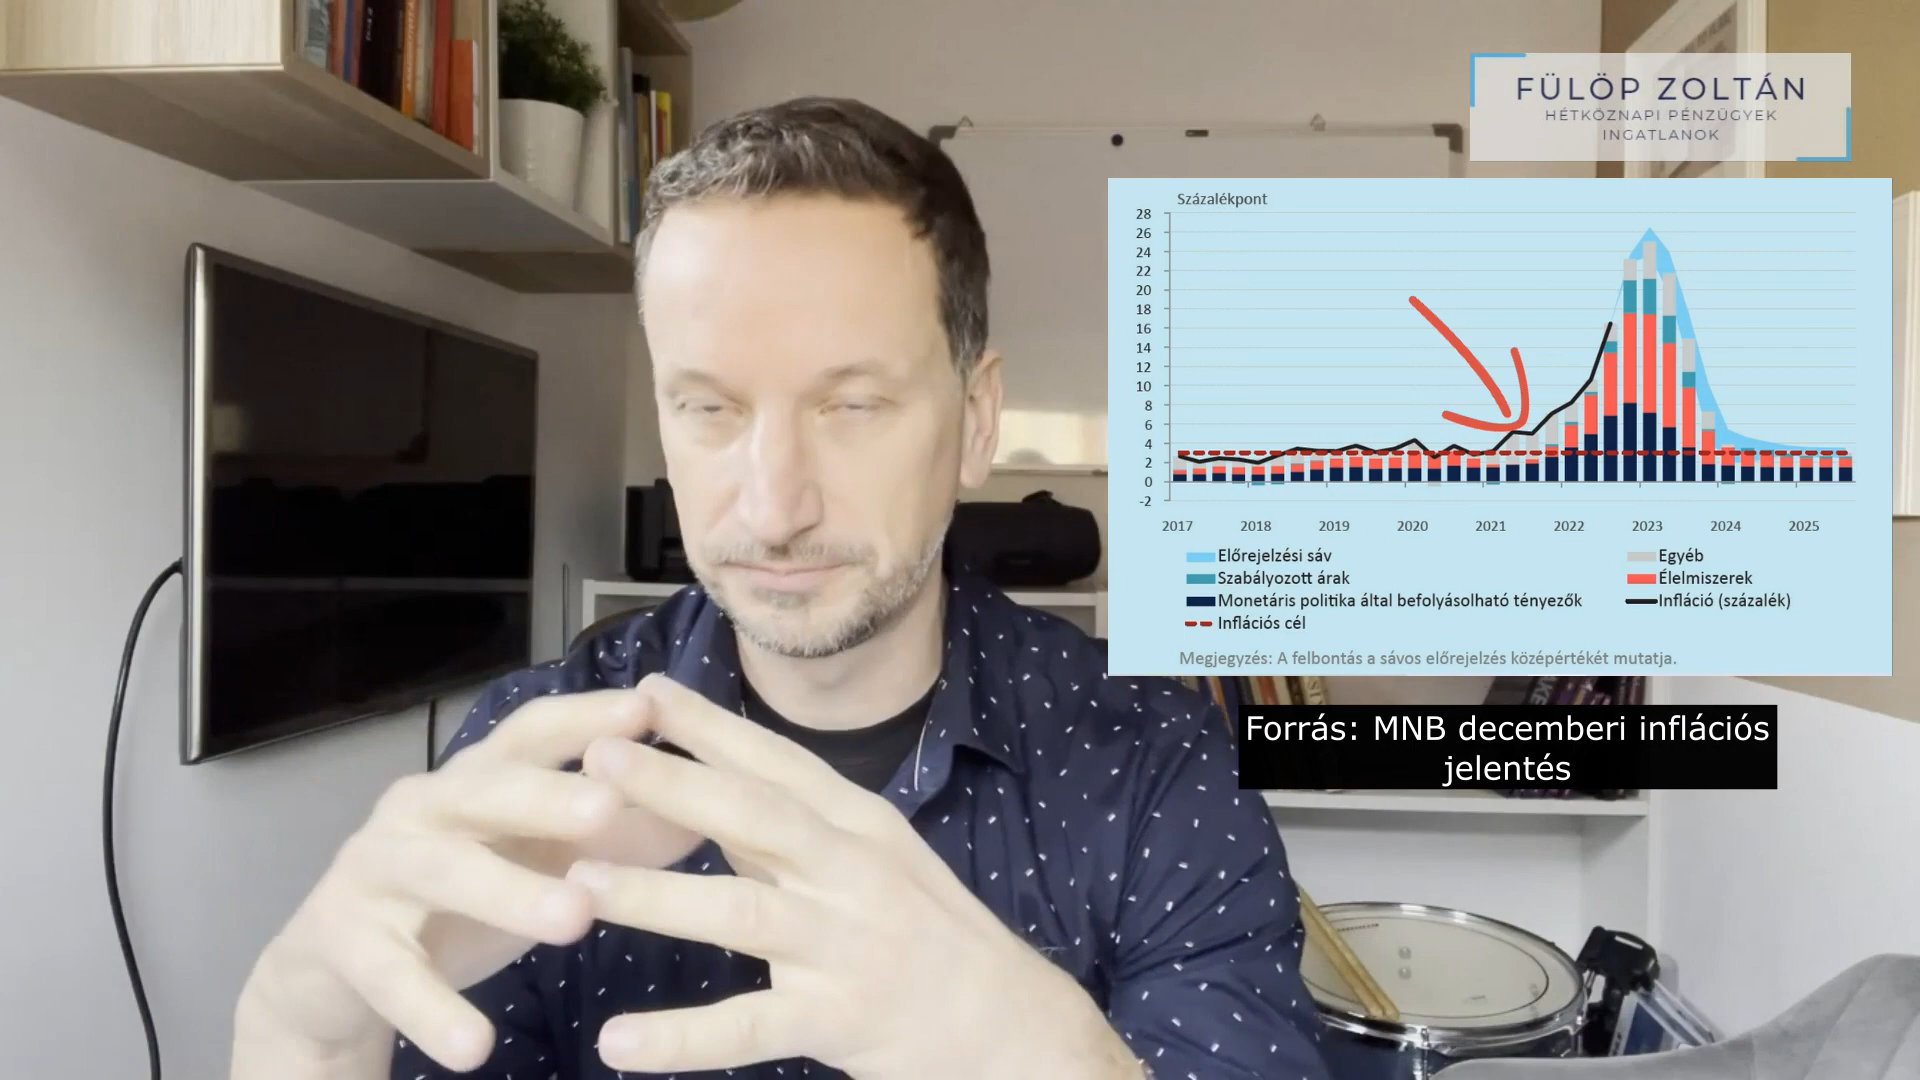 FÜLÖP ZOLTÁN
HÉTKÖZNAPI PÉNZÜGYEK
INGATLANOK
Százalékpont
28
26
24
22
20
18
16
14
12
10
8
6
4
2
0
-2
2017 2018 2019 2020 2021 2022 2023 2024 2025
Előrejelzési sáv Egyéb
Szabályozott árak Élelmiszerek
Monetáris politika által befolyásolható tényezők Infláció (százalék)
Inflációs cél
Megjegyzés: A felbontás a sávos előrejelzés középértékét mutatja.
Forrás: MNB decemberi inflációs
jelentés